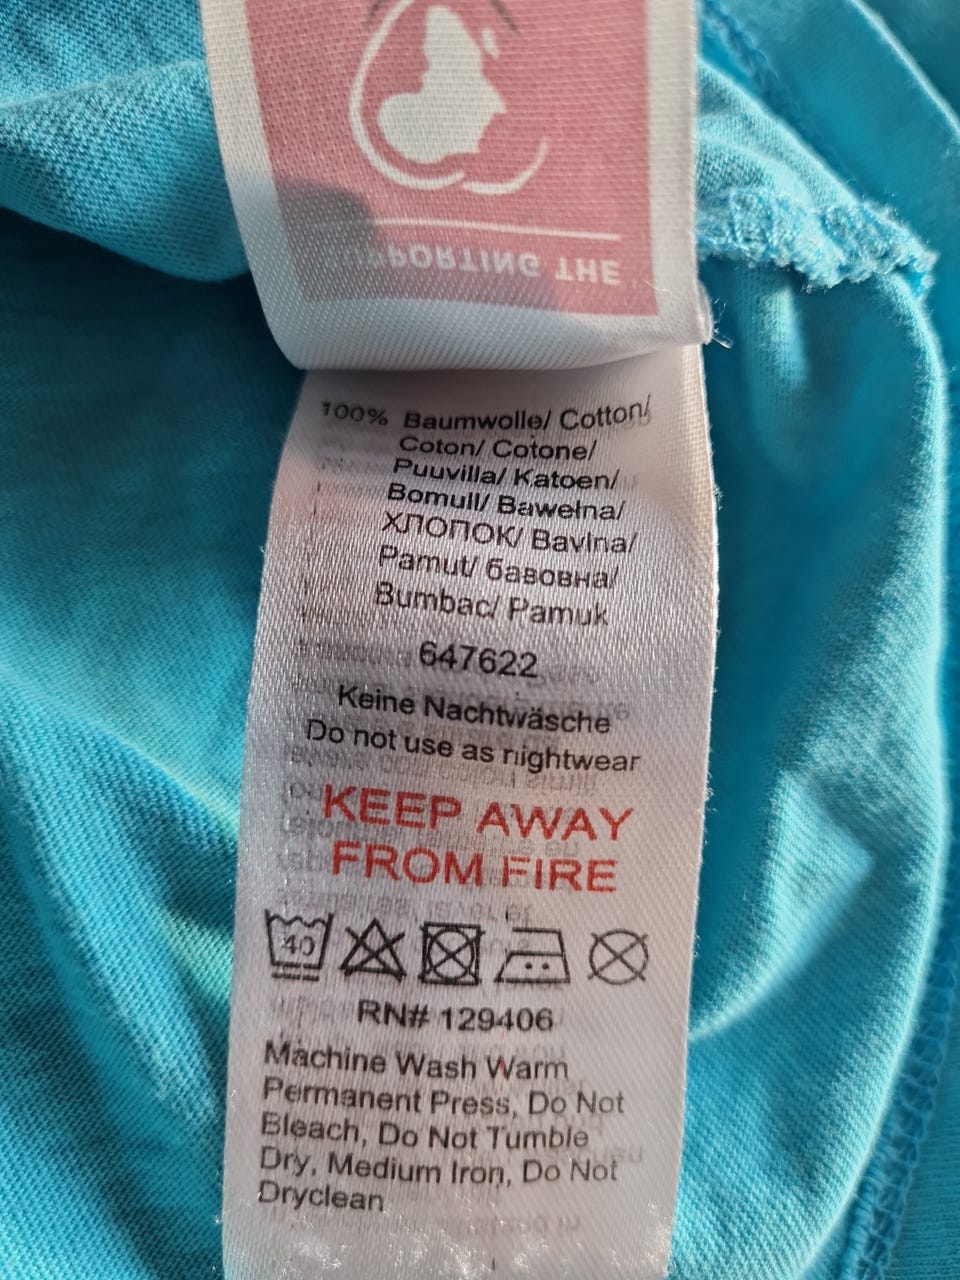 SUPPORTING THE
100% Baumwolle/ Cotton/
Coton/ Cotone/
Puuvilla/ Katoen/
Bomull/ Bawełna/
ХЛОПОК/ Bavlna/
Pamut/ бавовна/
Bumbac/ Pamuk
647622
Keine Nachtwäsche
Do not use as nightwear
KEEP AWAY
FROM FIRE
40
RN# 129406
Machine Wash Warm
Permanent Press, Do Not
Bleach, Do Not Tumble
Dry, Medium Iron, Do Not
Dryclean